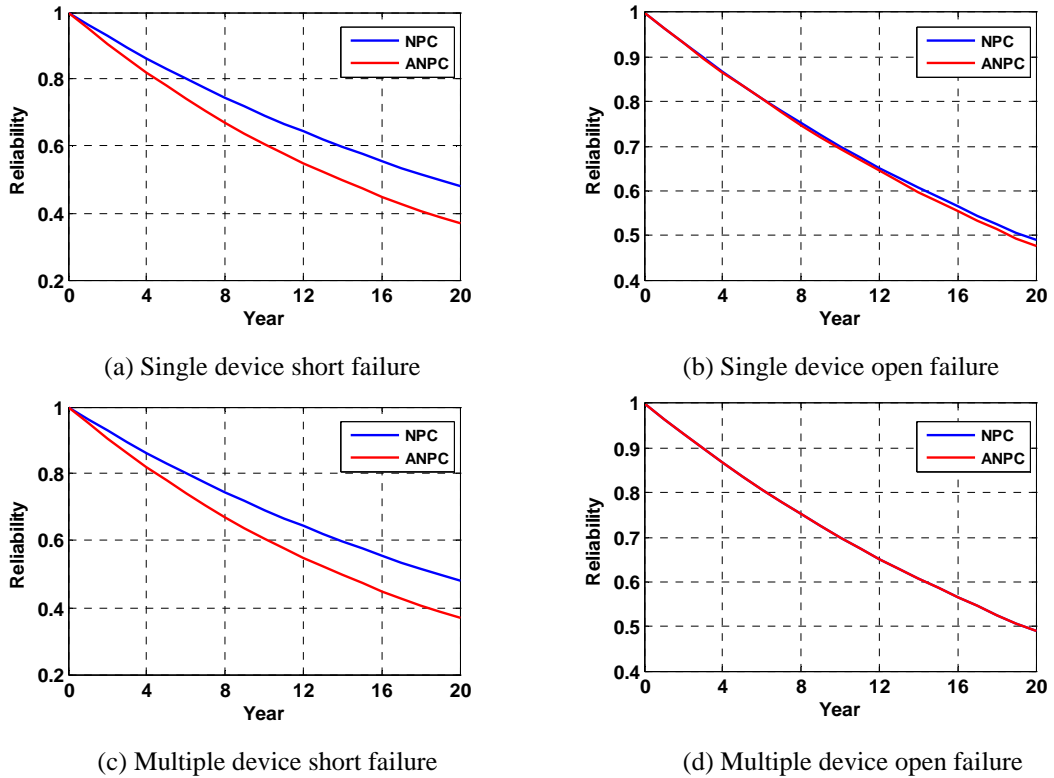 1
0.8
0.6
0.4
0.2
0 4 8 12 16 20
Reliability
Year
NPC
ANPC
(a) Single device short failure
1
0.9
0.8
0.7
0.6
0.5
0.4
0 4 8 12 16 20
Reliability
Year
NPC
ANPC
(b) Single device open failure
1
0.8
0.6
0.4
0.2
0 4 8 12 16 20
Reliability
Year
NPC
ANPC
(c) Multiple device short failure
1
0.9
0.8
0.7
0.6
0.5
0.4
0 4 8 12 16 20
Reliability
Year
NPC
ANPC
(d) Multiple device open failure